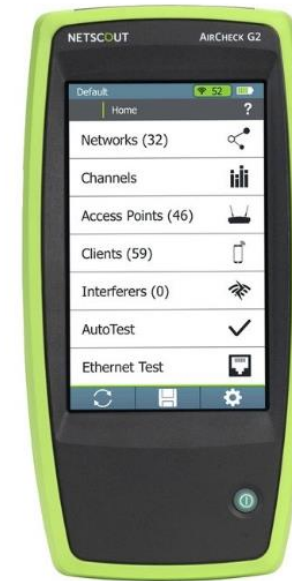 NETSCOUT AIRCHECK G2
Default 52
Home ?
Networks (32)
Channels
Access Points (46)
Clients (59)
Interferers (0)
AutoTest
Ethernet Test